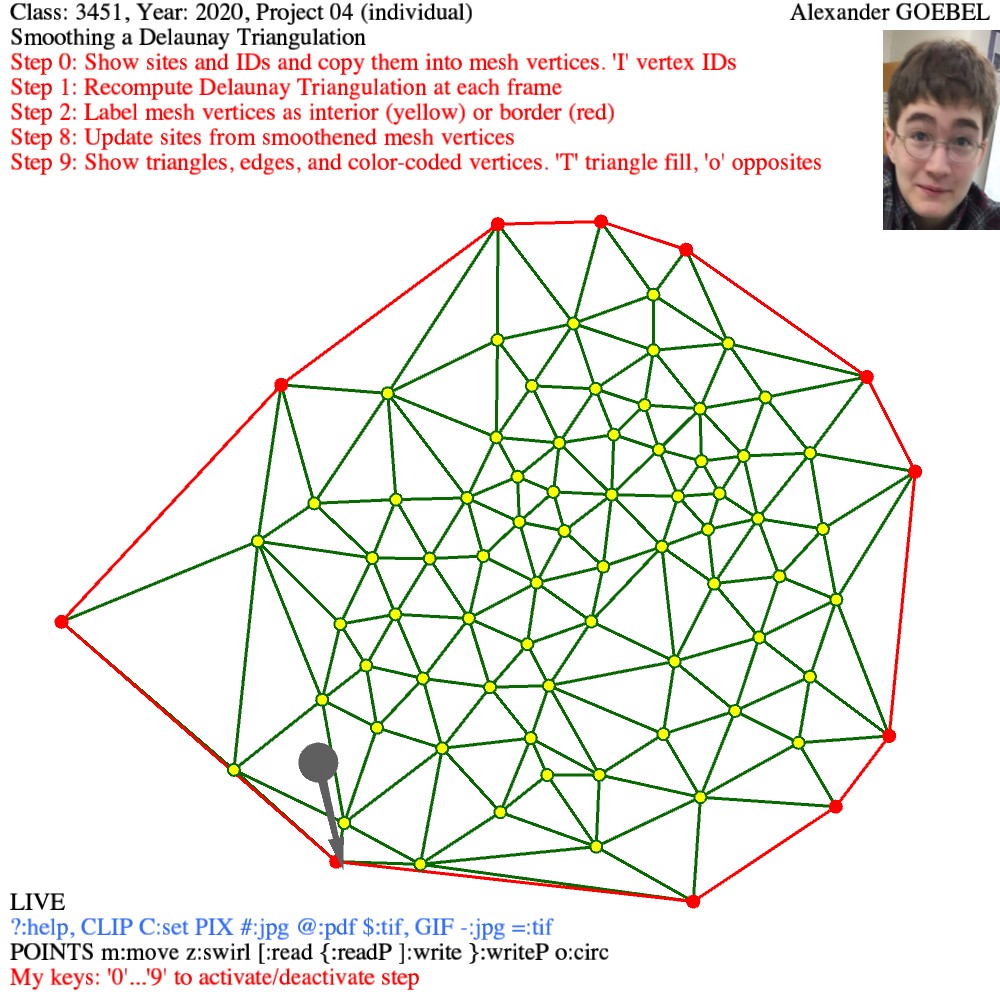 Class: 3451, Year: 2020, Project 04 (individual) Alexander GOEBEL
Smoothing a Delaunay Triangulation
Step 0: Show sites and IDs and copy them into mesh vertices. 'I' vertex IDs
Step 1: Recompute Delaunay Triangulation at each frame
Step 2: Label mesh vertices as interior (yellow) or border (red)
Step 8: Update sites from smoothened mesh vertices
Step 9: Show triangles, edges, and color-coded vertices. 'T' triangle fill, 'o' opposites
LIVE
?:help, CLIP C:set PIX #:jpg @:pdf $:tif, GIF -:jpg =:tif
POINTS m:move z:swirl [:read {:readP ]:write }:writeP o:circ
My keys: '0'...'9' to activate/deactivate step